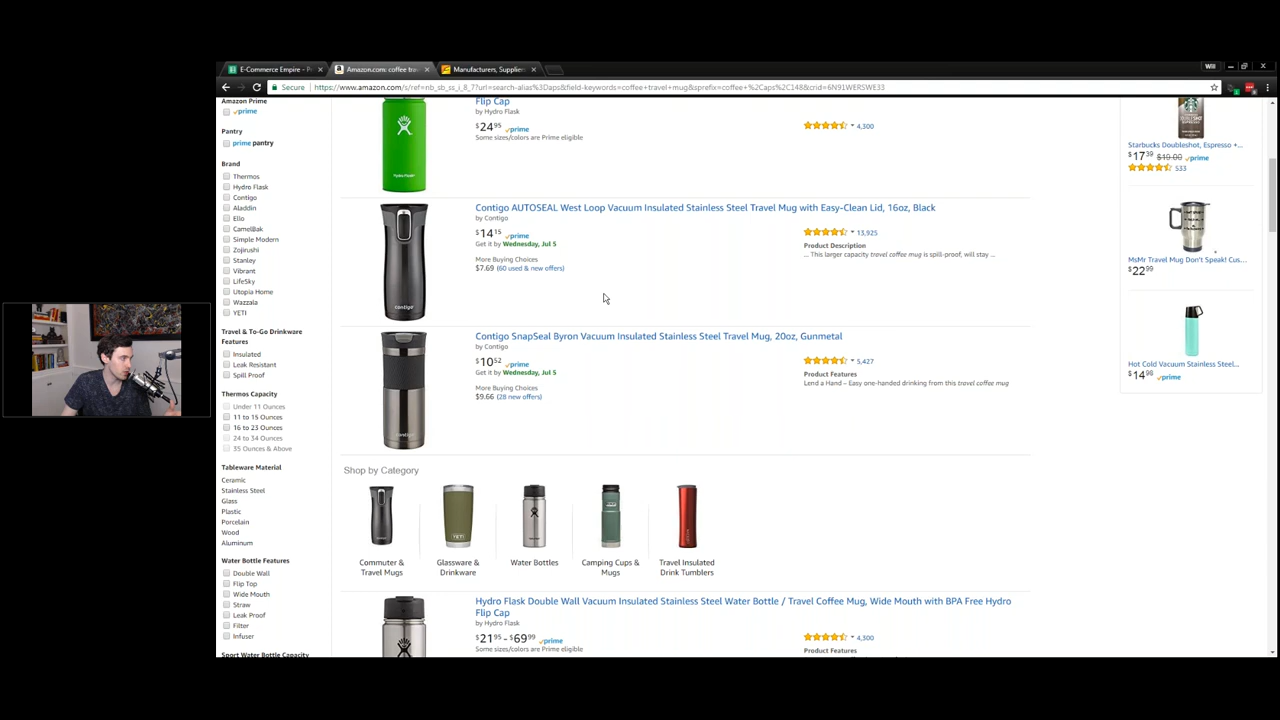 E-Commerce Empire - P
Amazon.com: coffee tra
Manufacturers, Suppliers
Will
Secure
https://www.amazon.com/s/ref=nb_sb_ss_i_8_7?url=search-alias%3Daps&field-keywords=coffee+travel+mug&sprefix=coffee+%2Caps%2C148&crid=6N91WERSWE33
Amazon Prime
prime
Pantry
prime pantry
Brand
Thermos
Hydro Flask
Contigo
Aladdin
Ello
CamelBak
Simple Modern
Zojirushi
Stanley
Vibrant
LifeSky
Utopia Home
Wazzala
YETI
Travel & To-Go Drinkware
Features
Insulated
Leak Resistant
Spill Proof
Thermos Capacity
Under 11 Ounces
11 to 15 Ounces
16 to 23 Ounces
24 to 34 Ounces
35 Ounces & Above
Tableware Material
Ceramic
Stainless Steel
Glass
Plastic
Porcelain
Wood
Aluminum
Water Bottle Features
Double Wall
Flip Top
Wide Mouth
Straw
Leak Proof
Filter
Infuser
Sport Water Bottle Capacity
Flip Cap
by Hydro Flask
$24.95 prime
Some sizes/colors are Prime eligible
4,300
Hydro Flask
Contigo AUTOSEAL West Loop Vacuum Insulated Stainless Steel Travel Mug with Easy-Clean Lid, 16oz, Black
by Contigo
$14.15 prime
Get it by Wednesday, Jul 5
More Buying Choices
$7.69 (60 used & new offers)
13,925
Product Description
... This larger capacity travel coffee mug is spill-proof, will stay ...
contigo
Contigo SnapSeal Byron Vacuum Insulated Stainless Steel Travel Mug, 20oz, Gunmetal
by Contigo
$10.52 prime
Get it by Wednesday, Jul 5
More Buying Choices
$9.66 (28 new offers)
5,427
Product Features
Lend a Hand – Easy one-handed drinking from this travel coffee mug
contigo
Shop by Category
YETI
Commuter &
Travel Mugs
Glassware &
Drinkware
Water Bottles
Camping Cups &
Mugs
Travel Insulated
Drink Tumblers
Hydro Flask Double Wall Vacuum Insulated Stainless Steel Water Bottle / Travel Coffee Mug, Wide Mouth with BPA Free Hydro
Flip Cap
by Hydro Flask
$21.95 - $69.99 prime
Some sizes/colors are Prime eligible
4,300
Product Features
Starbucks Doubleshot, Espresso +...
$17.39 $19.00 prime
533
MsMr Travel Mug Don't Speak! Cus...
$22.99
Hot Cold Vacuum Stainless Steel...
$14.96 prime